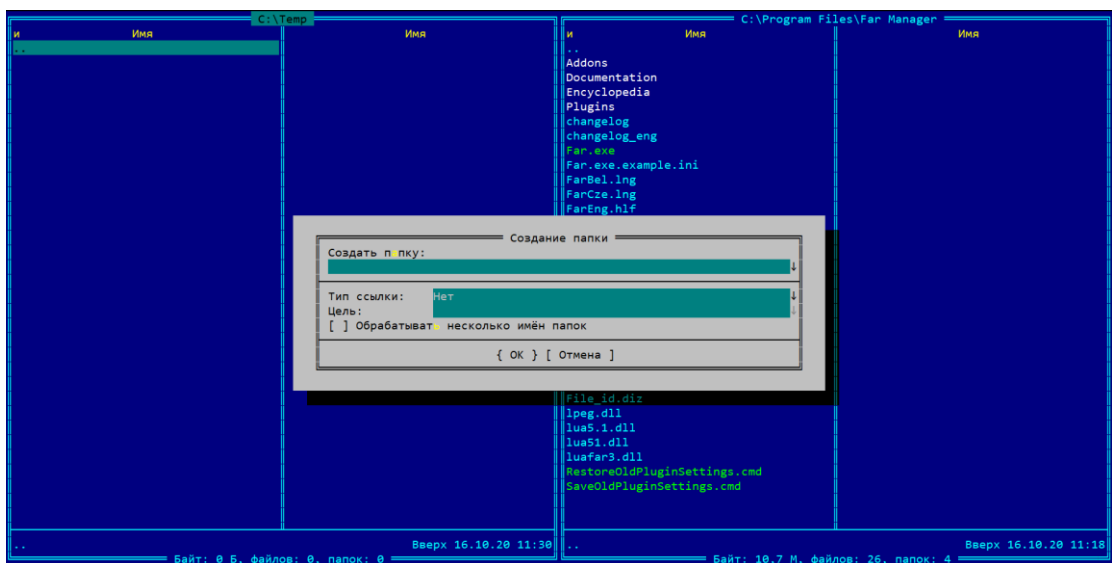 C:\Temp
и Имя Имя
..
Вверх 16.10.20 11:30
..
Байт: 0 Б, файлов: 0, папок: 0
C:\Program Files\Far Manager
и Имя Имя
..
Addons
Documentation
Encyclopedia
Plugins
changelog
changelog_eng
Far.exe
Far.exe.example.ini
FarBel.lng
FarCze.lng
FarEng.hlf
File_id.diz
lpeg.dll
lua5.1.dll
lua51.dll
luafar3.dll
RestoreOldPluginSettings.cmd
SaveOldPluginSettings.cmd
..
Вверх 16.10.20 11:18
Байт: 10,7 М, файлов: 26, папок: 4
Создание папки
Создать папку:
Тип ссылки: Нет
Цель:
[ ] Обрабатывать несколько имён папок
{ OK } [ Отмена ]